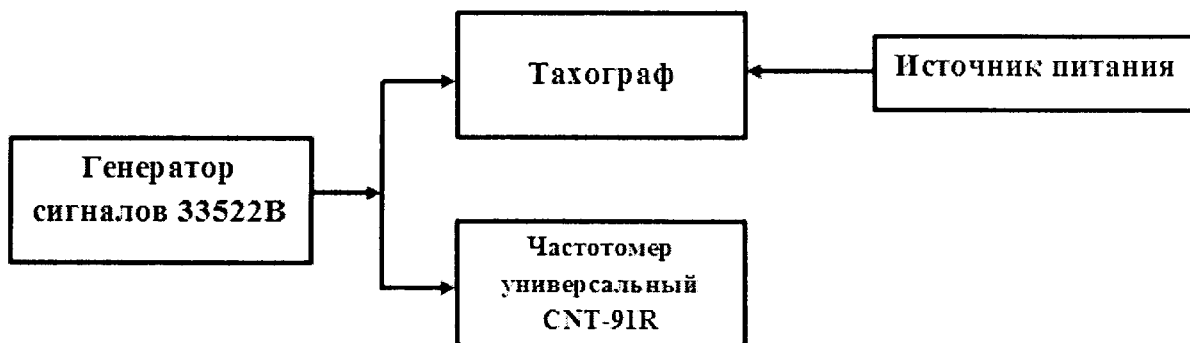 Тахограф
Источник питания
Генератор
сигналов 33522В
Частотомер
универсальный
CNT-91R